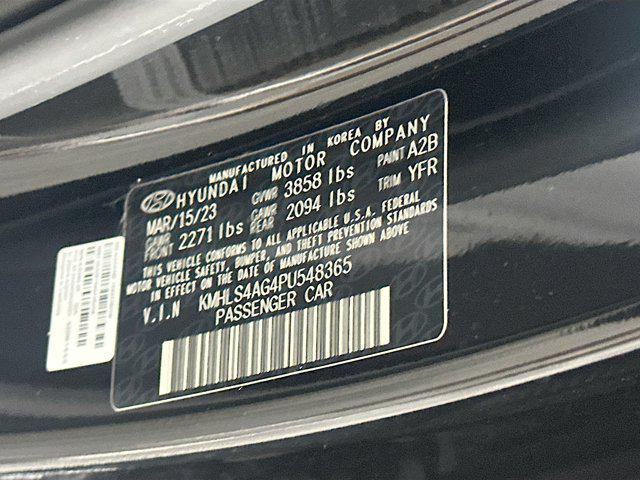 MANUFACTURED IN KOREA BY
HYUNDAI MOTOR COMPANY
MAR/15/23 GVWR 3858 lbs PAINT A2B
GAWR FRONT 2271 lbs GAWR REAR 2094 lbs TRIM YFR
THIS VEHICLE CONFORMS TO ALL APPLICABLE U.S.A. FEDERAL
MOTOR VEHICLE SAFETY, BUMPER, AND THEFT PREVENTION STANDARDS
IN EFFECT ON THE DATE OF MANUFACTURE SHOWN ABOVE
V.I.N KMHLS4AG4PU548365
PASSENGER CAR